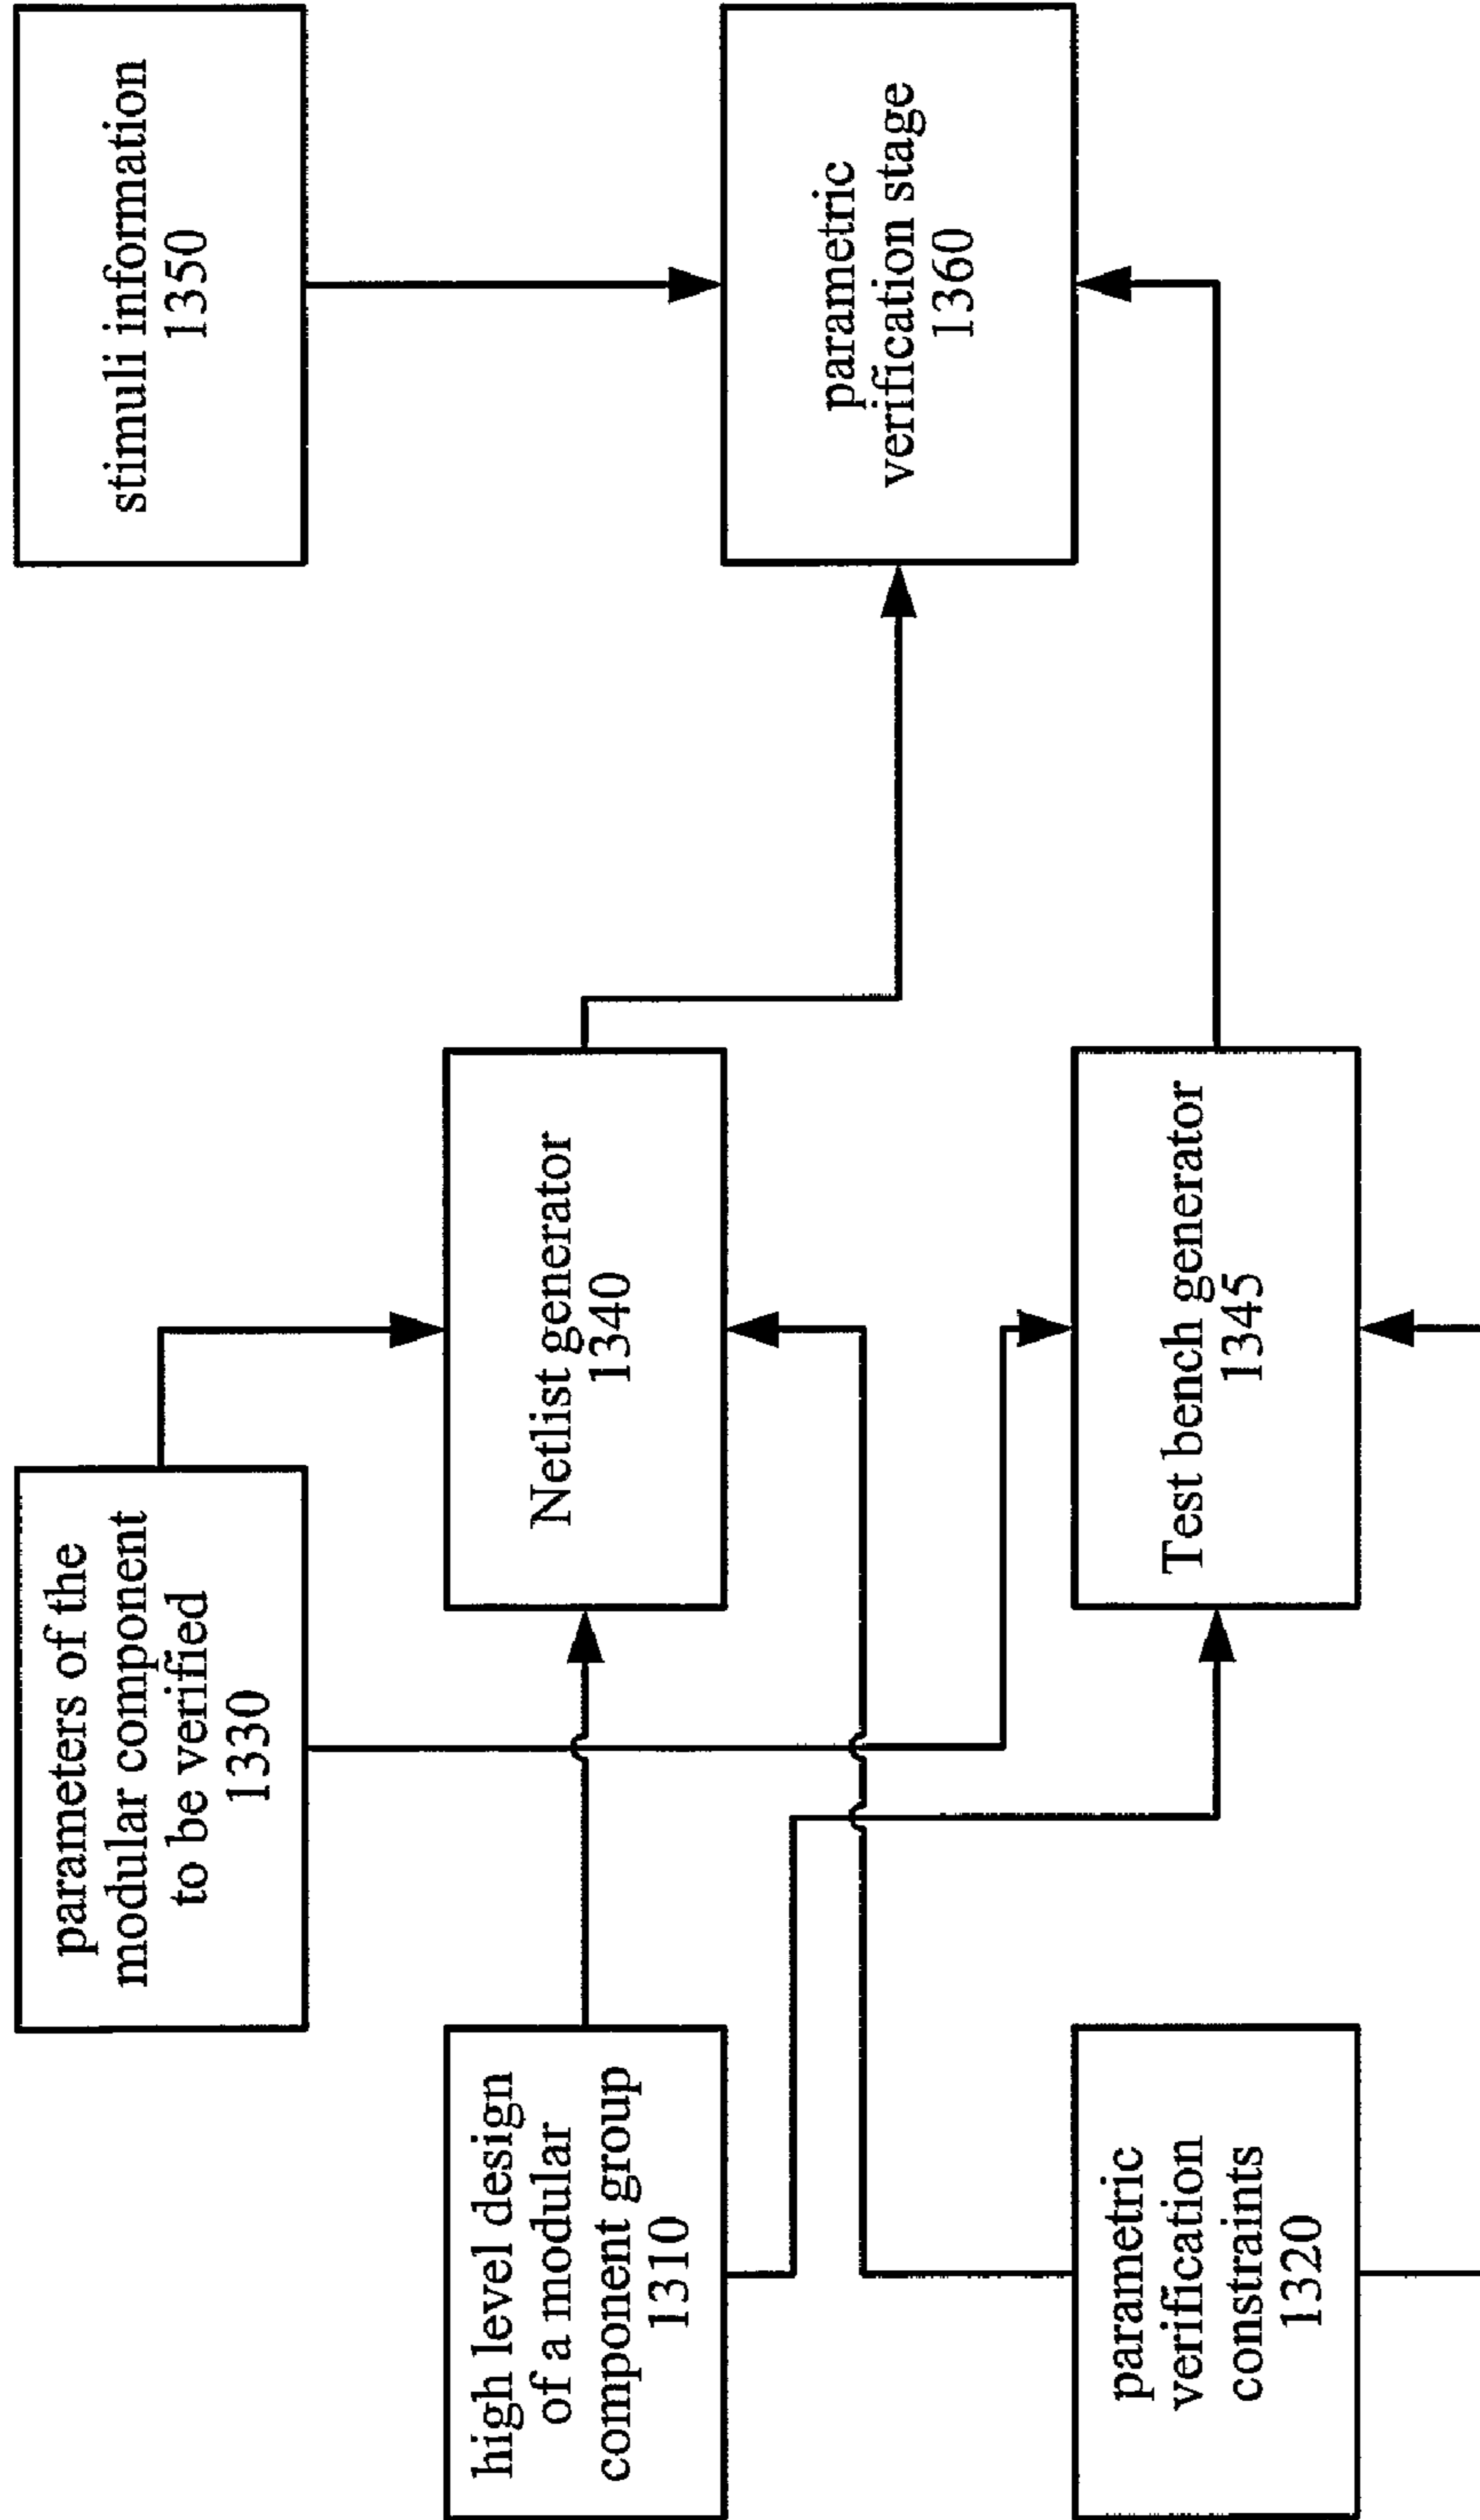 parameters of the
modular component
to be verified
1330
stimuli information
1350
high level design
of a modular
component group
1310
Netlist generator
1340
parametric
verification stage
1360
parametric
verification
constraints
1320
Test bench generator
1345